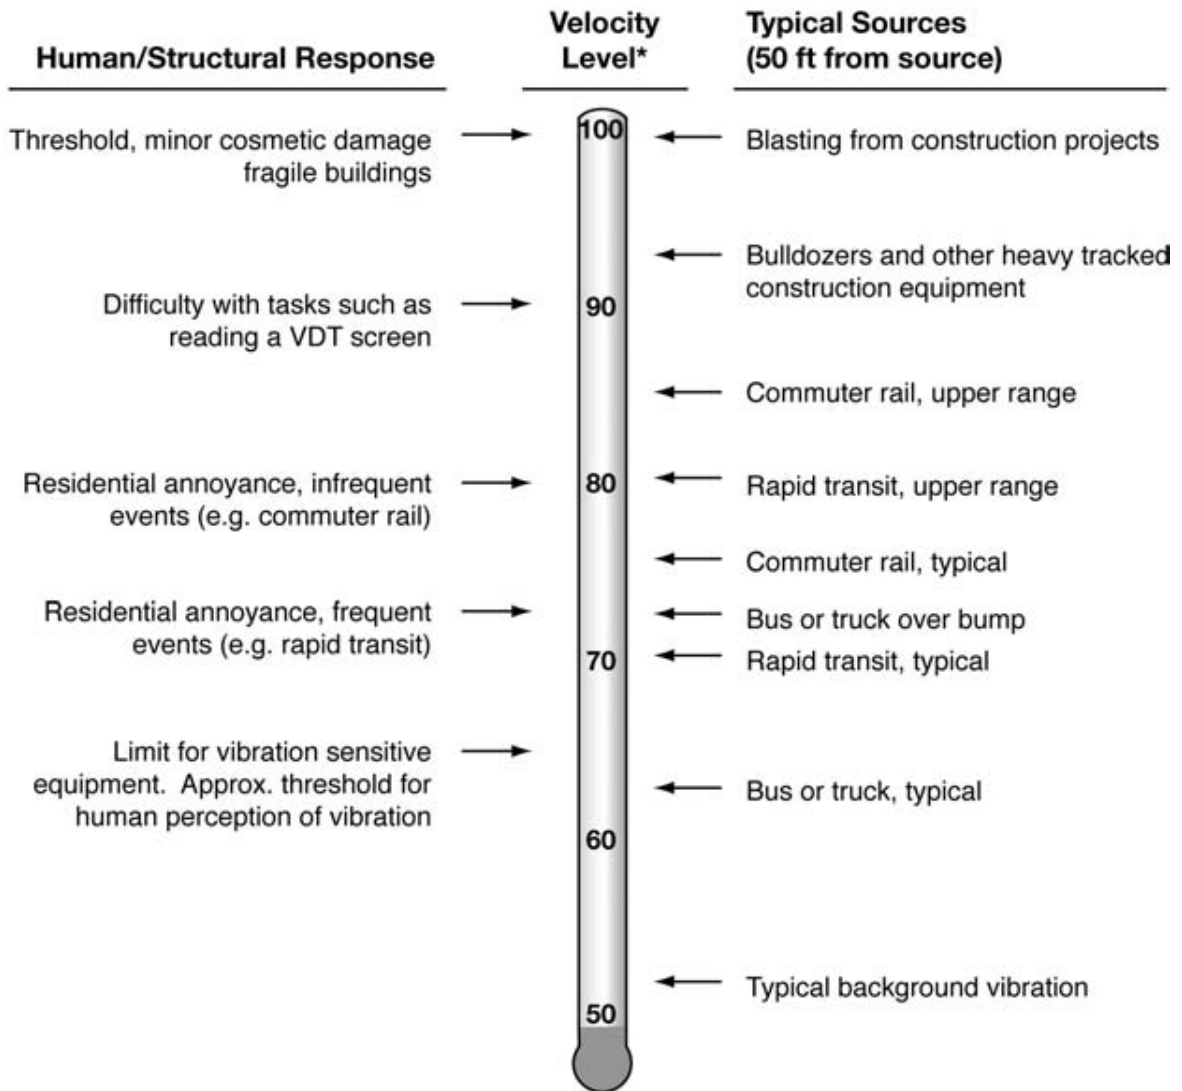 Human/Structural Response
Velocity
Level*
Typical Sources
(50 ft from source)
Threshold, minor cosmetic damage
fragile buildings
100
Blasting from construction projects
Bulldozers and other heavy tracked
construction equipment
Difficulty with tasks such as
reading a VDT screen
90
Commuter rail, upper range
Residential annoyance, infrequent
events (e.g. commuter rail)
80
Rapid transit, upper range
Commuter rail, typical
Residential annoyance, frequent
events (e.g. rapid transit)
Bus or truck over bump
70
Rapid transit, typical
Limit for vibration sensitive
equipment. Approx. threshold for
human perception of vibration
Bus or truck, typical
60
Typical background vibration
50